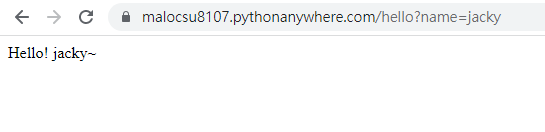 malocsu8107.pythonanywhere.com/hello?name=jacky
Hello! jacky~